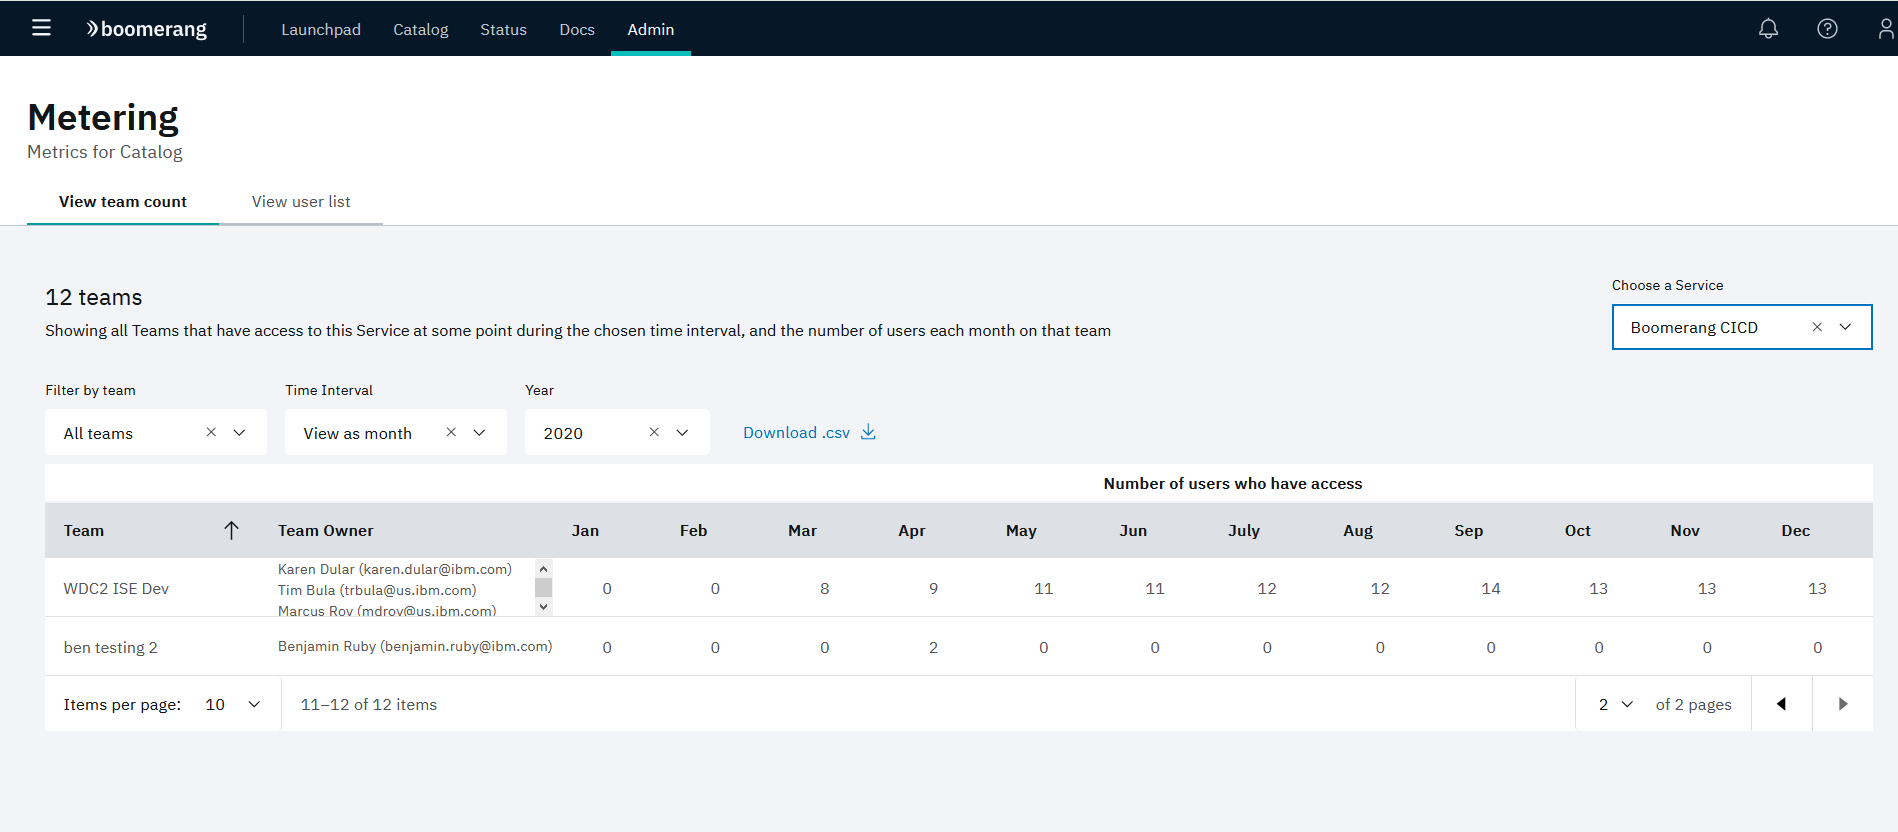 boomerang Launchpad Catalog Status Docs Admin
Metering
Metrics for Catalog
View team count View user list
12 teams
Showing all Teams that have access to this Service at some point during the chosen time interval, and the number of users each month on that team
Choose a Service
Boomerang CICD
Filter by team Time Interval Year
All teams View as month 2020 Download .csv
Number of users who have access
Team Team Owner Jan Feb Mar Apr May Jun July Aug Sep Oct Nov Dec
Karen Dular (karen.dular@ibm.com)
WDC2 ISE Dev Tim Bula (trbula@us.ibm.com) 0 0 8 9 11 11 12 12 14 13 13 13
Marcus Roy (mdroy@us.ibm.com)
ben testing 2 Benjamin Ruby (benjamin.ruby@ibm.com) 0 0 0 2 0 0 0 0 0 0 0 0
Items per page: 10 11–12 of 12 items 2 of 2 pages